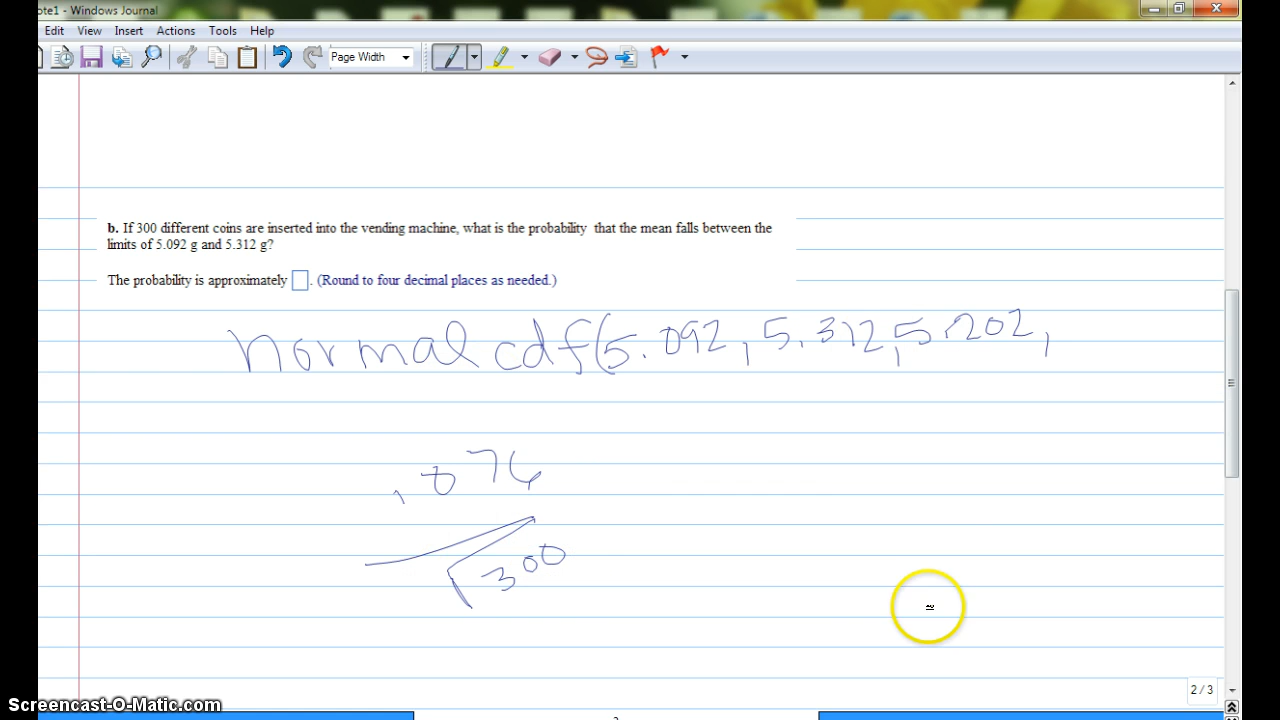 ote1 - Windows Journal
Edit View Insert Actions Tools Help
Page Width
b. If 300 different coins are inserted into the vending machine, what is the probability that the mean falls between the
limits of 5.092 g and 5.312 g?
The probability is approximately . (Round to four decimal places as needed.)
normalcdf(5.092, 5.312, 5.202,
.076
√300
2 / 3
Screencast-O-Matic.com